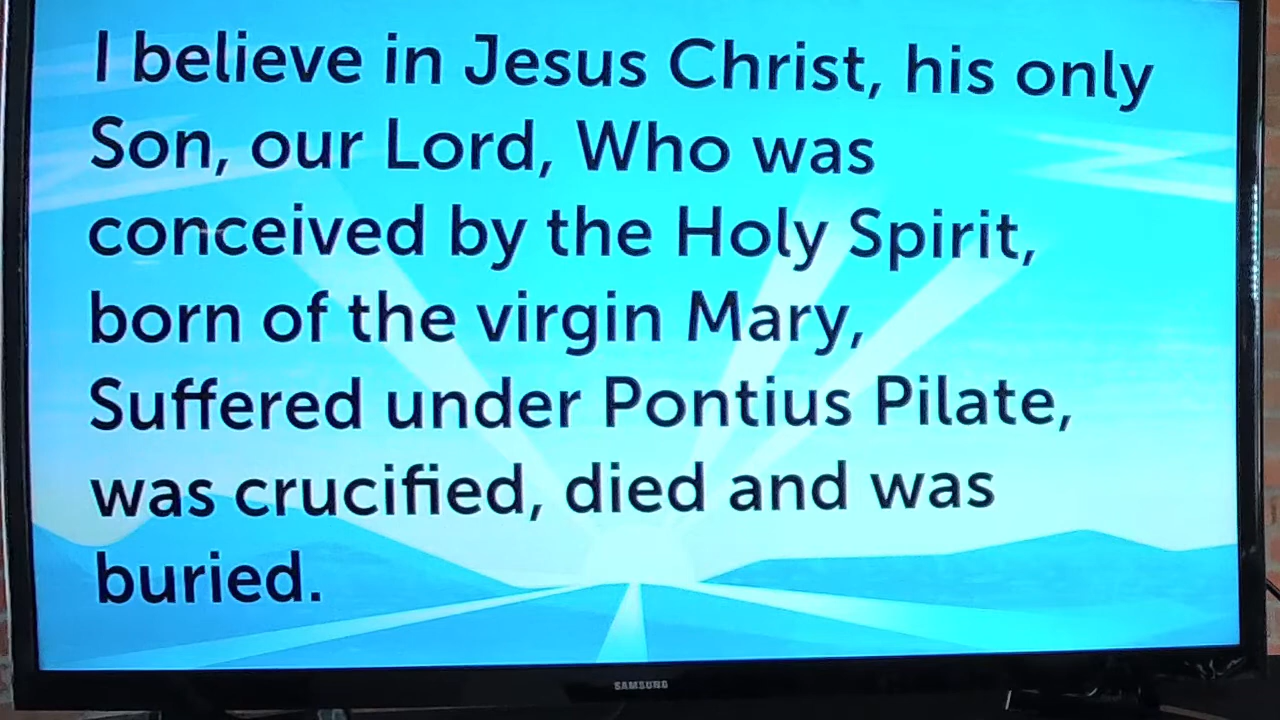 I believe in Jesus Christ, his only
Son, our Lord, Who was
conceived by the Holy Spirit,
born of the virgin Mary,
Suffered under Pontius Pilate,
was crucified, died and was
buried.
SAMSUNG